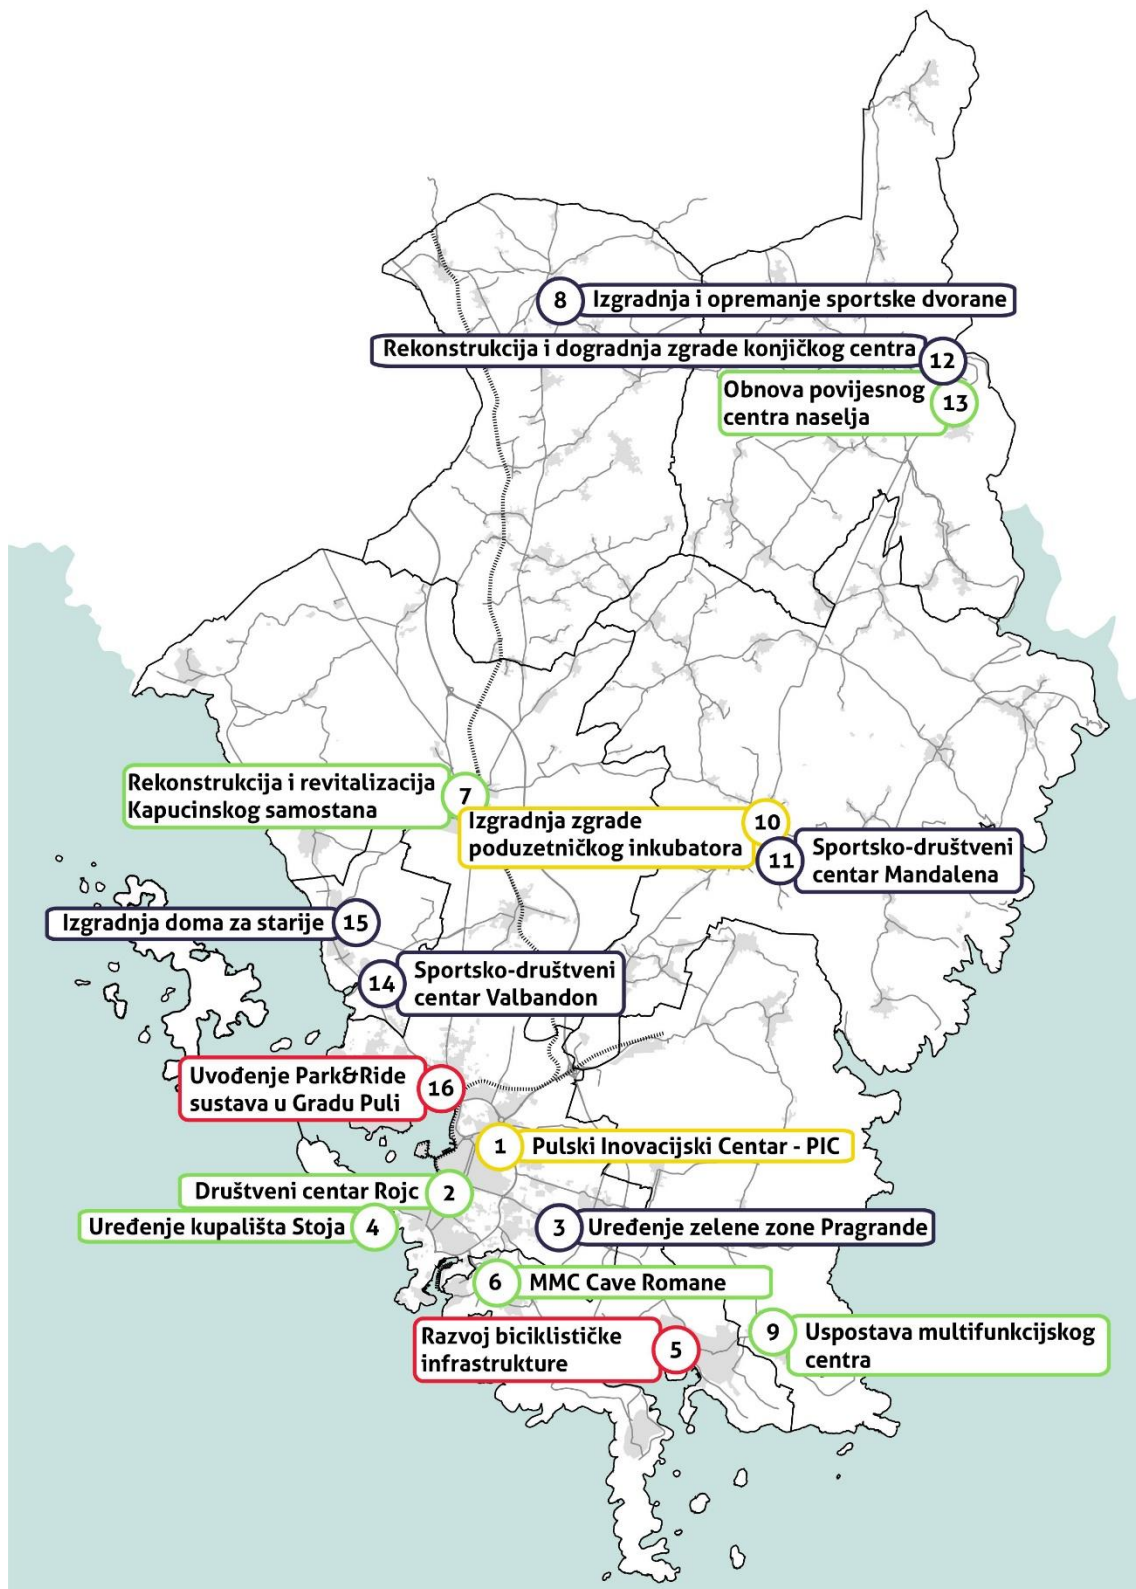 8 Izgradnja i opremanje sportske dvorane
Rekonstrukcija i dogradnja zgrade konjičkog centra 12
Obnova povijesnog
centra naselja
13
Rekonstrukcija i revitalizacija
Kapucinskog samostana
7
Izgradnja zgrade
poduzetničkog inkubatora
10
11
Sportsko-društveni
centar Mandalena
Izgradnja doma za starije 15
14
Sportsko-društveni
centar Valbandon
Uvođenje Park&Ride
sustava u Gradu Puli
16
1 Pulski Inovacijski Centar - PIC
Društveni centar Rojc 2
Uređenje kupališta Stoja 4
3 Uređenje zelene zone Pragrande
6 MMC Cave Romane
Razvoj biciklističke
infrastrukture
5
9
Uspostava multifunkcijskog
centra